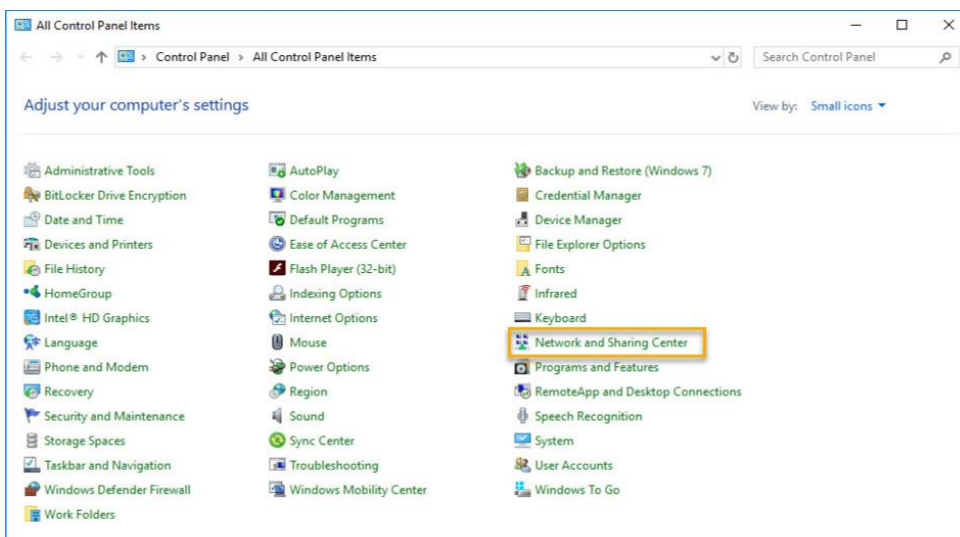 All Control Panel Items
Control Panel > All Control Panel Items
Search Control Panel
Adjust your computer's settings
View by: Small icons
Administrative Tools
AutoPlay
Backup and Restore (Windows 7)
BitLocker Drive Encryption
Color Management
Credential Manager
Date and Time
Default Programs
Device Manager
Devices and Printers
Ease of Access Center
File Explorer Options
File History
Flash Player (32-bit)
Fonts
HomeGroup
Indexing Options
Infrared
Intel® HD Graphics
Internet Options
Keyboard
Language
Mouse
Network and Sharing Center
Phone and Modem
Power Options
Programs and Features
Recovery
Region
RemoteApp and Desktop Connections
Security and Maintenance
Sound
Speech Recognition
Storage Spaces
Sync Center
System
Taskbar and Navigation
Troubleshooting
User Accounts
Windows Defender Firewall
Windows Mobility Center
Windows To Go
Work Folders